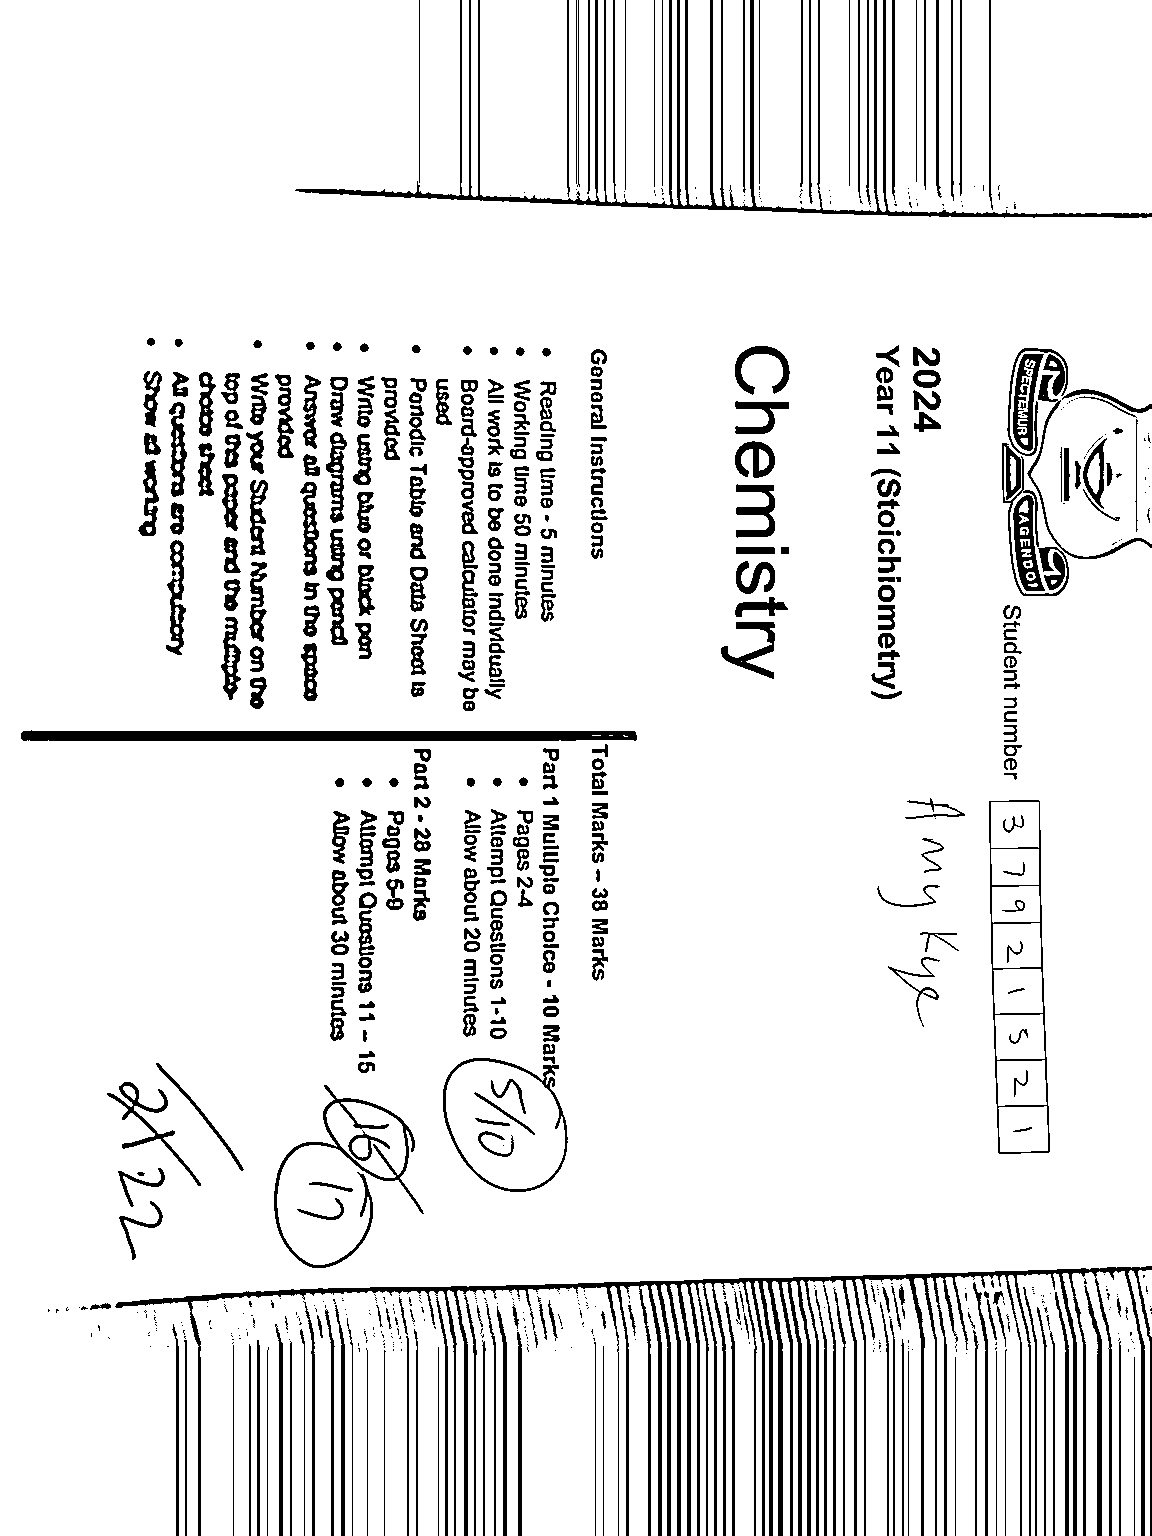 SPECTEMUR AGENDO
Student number 3 7 9 2 1 5 2 1
2024
Year 11 (Stoichiometry)
Amy Kye
Chemistry
General Instructions
• Reading time - 5 minutes
• Working time 50 minutes
• All work is to be done individually
• Board-approved calculator may be
used
• Periodic Table and Data Sheet is
provided
• Write using blue or black pen
• Draw diagrams using pencil
• Answer all questions in the space
provided
• Write your Student Number on the
top of this paper and the multiple-
choice sheet
• All questions are compulsory
• Show all working
Total Marks – 38 Marks
Part 1 Multiple Choice - 10 Marks
• Pages 2-4
• Attempt Questions 1-10
• Allow about 20 minutes
5/10
Part 2 - 28 Marks
• Pages 5-9
• Attempt Questions 11 – 15
• Allow about 30 minutes
16
17
22